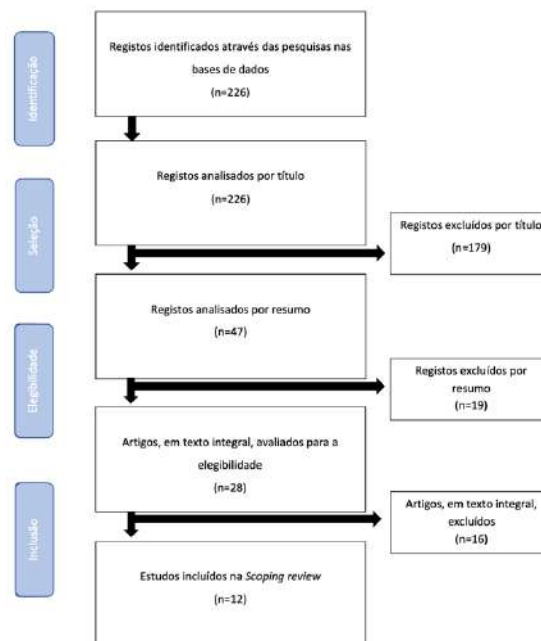 Identificação
Registos identificados através das pesquisas nas
bases de dados
(n=226)
Registos analisados por título
(n=226)
Seleção
Registos excluídos por título
(n=179)
Registos analisados por resumo
(n=47)
Elegibilidade
Registos excluídos por
resumo
(n=19)
Artigos, em texto integral, avaliados para a
elegibilidade
(n=28)
Inclusão
Artigos, em texto integral,
excluídos
(n=16)
Estudos incluídos na Scoping review
(n=12)